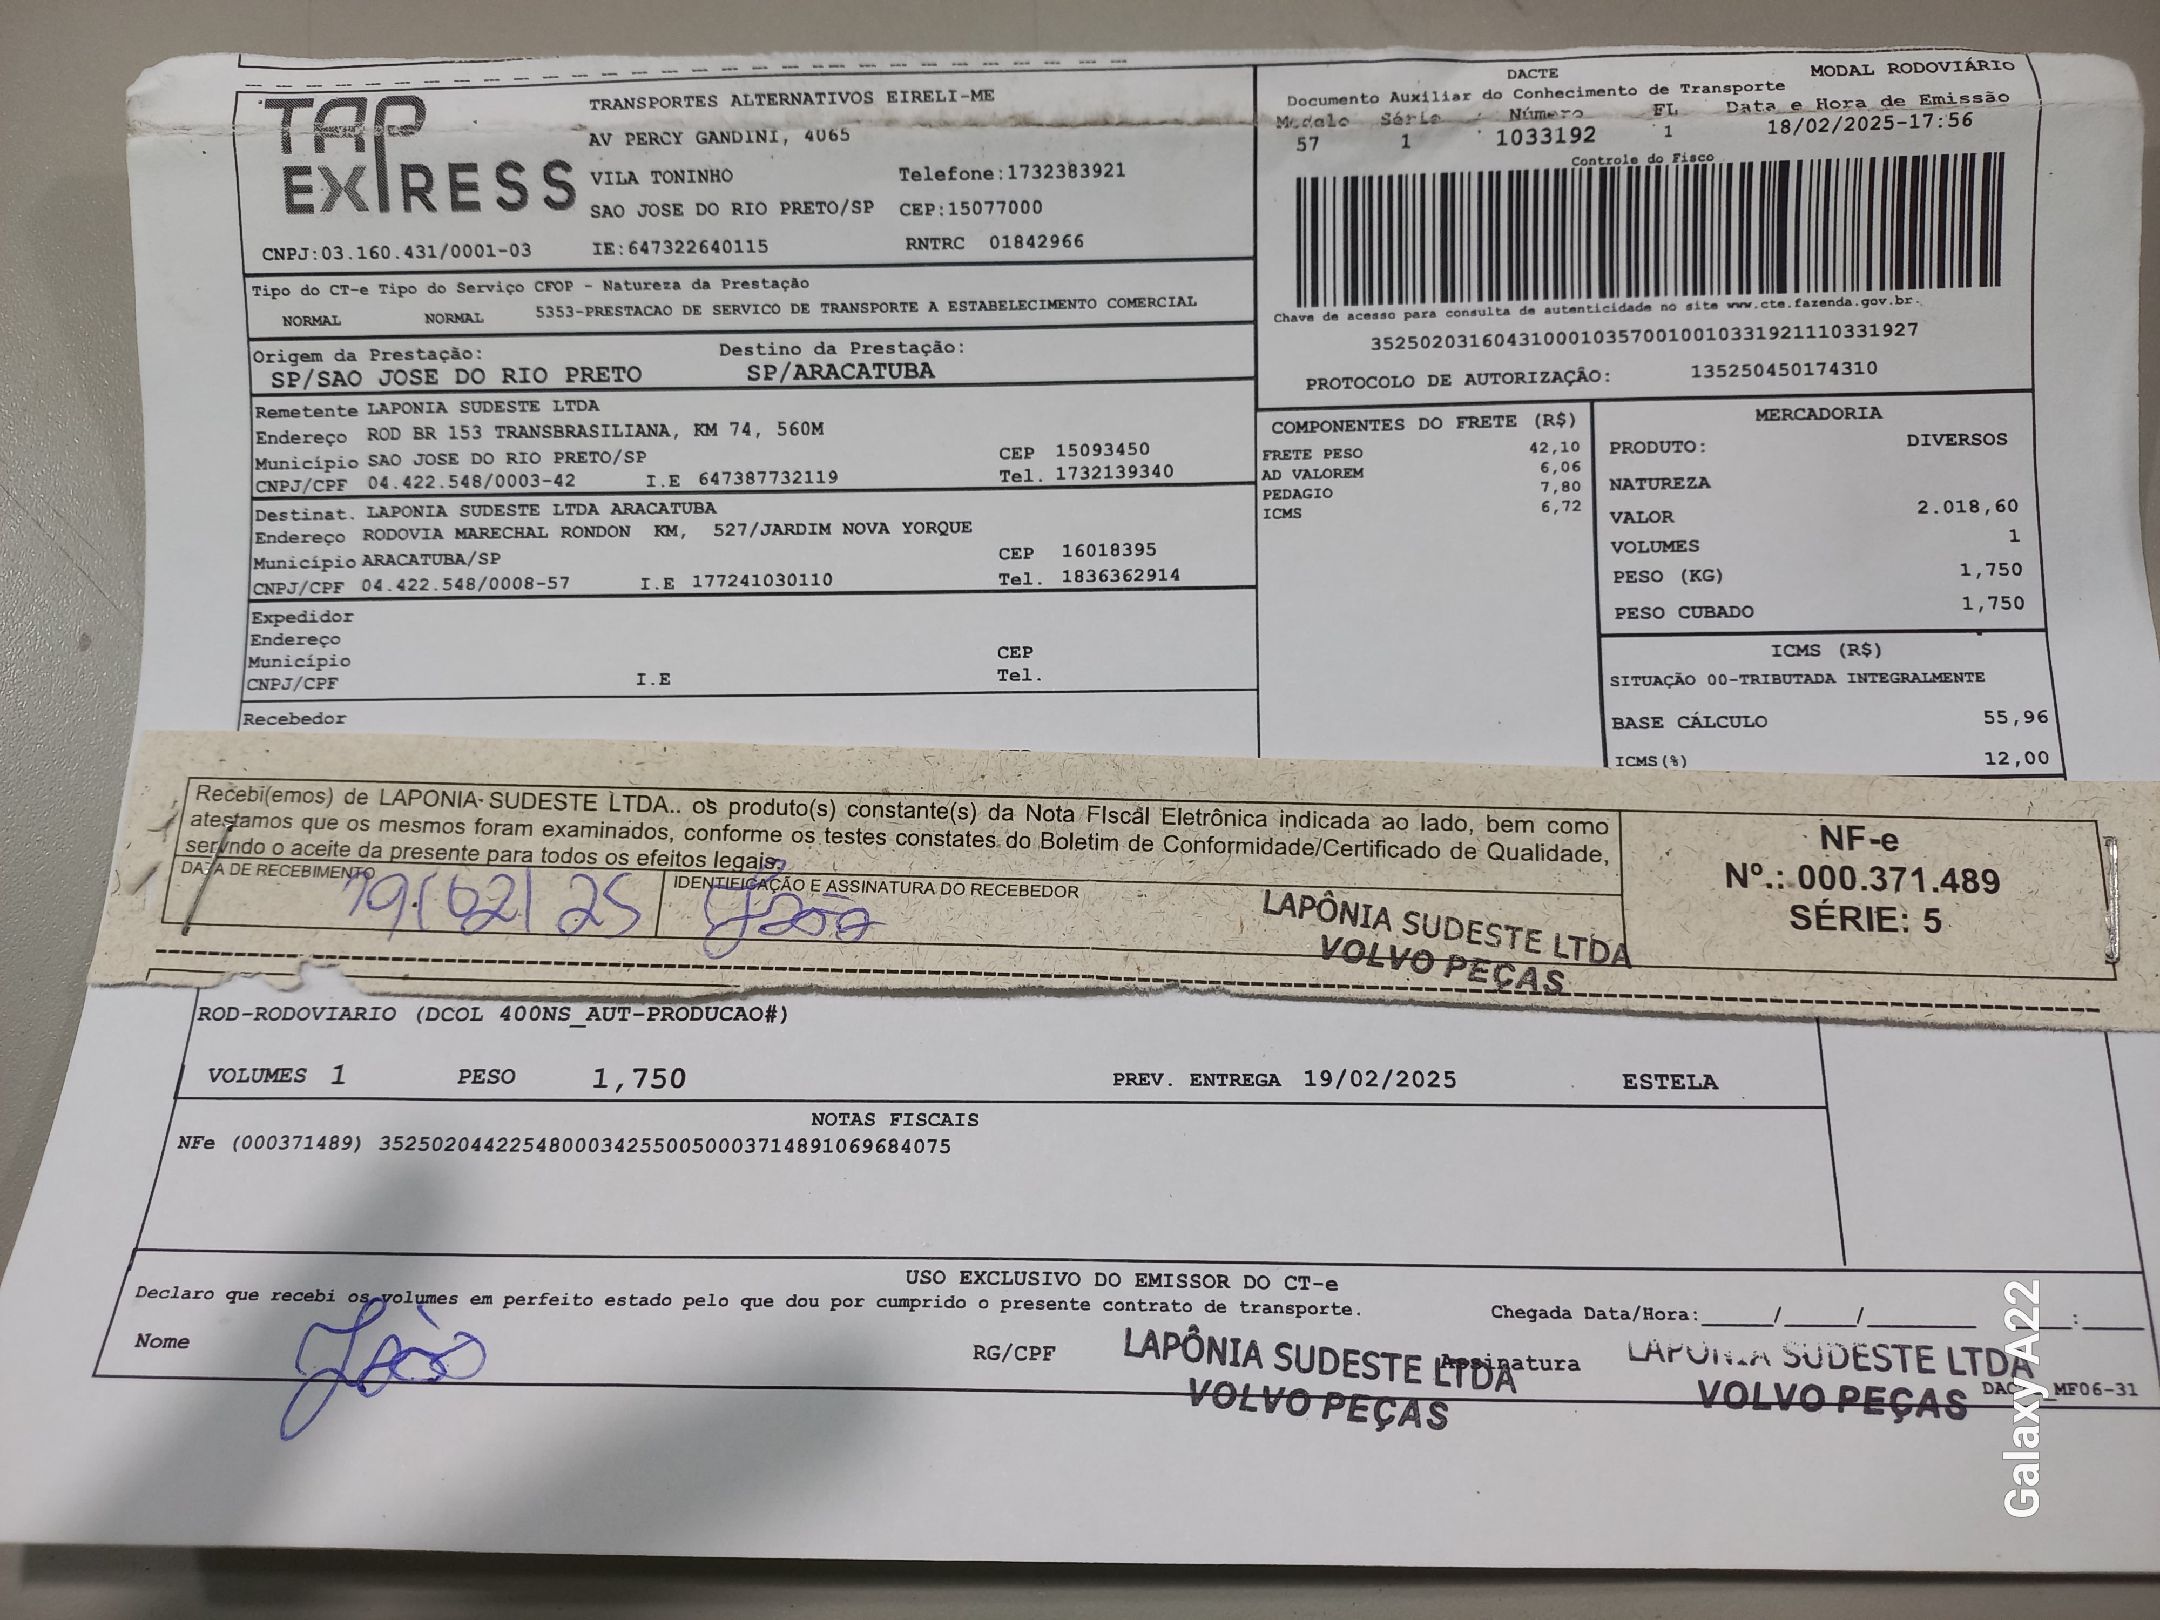 TAP EXPRESS
TRANSPORTES ALTERNATIVOS EIRELI-ME
AV PERCY GANDINI, 4065
VILA TONINHO Telefone:1732383921
SAO JOSE DO RIO PRETO/SP CEP:15077000
CNPJ:03.160.431/0001-03 IE:647322640115 RNTRC 01842966
DACTE MODAL RODOVIÁRIO
Documento Auxiliar do Conhecimento de Transporte
Modelo Série Número FL Data e Hora de Emissão
57 1 1033192 1 18/02/2025-17:56
Controle do Fisco
Chave de acesso para consulta de autenticidade no site www.cte.fazenda.gov.br.
35250203160431000103570010010331921110331927
PROTOCOLO DE AUTORIZAÇÃO: 135250450174310
Tipo do CT-e Tipo do Serviço CFOP - Natureza da Prestação
NORMAL NORMAL 5353-PRESTACAO DE SERVICO DE TRANSPORTE A ESTABELECIMENTO COMERCIAL
Origem da Prestação: Destino da Prestação:
SP/SAO JOSE DO RIO PRETO SP/ARACATUBA
Remetente LAPONIA SUDESTE LTDA
Endereço ROD BR 153 TRANSBRASILIANA, KM 74, 560M
Município SAO JOSE DO RIO PRETO/SP CEP 15093450
CNPJ/CPF 04.422.548/0003-42 I.E 647387732119 Tel. 1732139340
Destinat. LAPONIA SUDESTE LTDA ARACATUBA
Endereço RODOVIA MARECHAL RONDON KM, 527/JARDIM NOVA YORQUE
Município ARACATUBA/SP CEP 16018395
CNPJ/CPF 04.422.548/0008-57 I.E 177241030110 Tel. 1836362914
Expedidor
Endereço
Município CEP
CNPJ/CPF I.E Tel.
Recebedor
COMPONENTES DO FRETE (R$)
FRETE PESO 42,10
AD VALOREM 6,06
PEDAGIO 7,80
ICMS 6,72
MERCADORIA
PRODUTO: DIVERSOS
NATUREZA
VALOR 2.018,60
VOLUMES 1
PESO (KG) 1,750
PESO CUBADO 1,750
ICMS (R$)
SITUAÇÃO 00-TRIBUTADA INTEGRALMENTE
BASE CÁLCULO 55,96
ICMS(%) 12,00
Recebi(emos) de LAPONIA SUDESTE LTDA.. os produto(s) constante(s) da Nota FIscal Eletrônica indicada ao lado, bem como
atestamos que os mesmos foram examinados, conforme os testes constates do Boletim de Conformidade/Certificado de Qualidade,
servindo o aceite da presente para todos os efeitos legais.
DATA DE RECEBIMENTO IDENTIFICAÇÃO E ASSINATURA DO RECEBEDOR
19/02/25 João
LAPÔNIA SUDESTE LTDA
VOLVO PEÇAS
NF-e
Nº.: 000.371.489
SÉRIE: 5
ROD-RODOVIARIO (DCOL 400NS_AUT-PRODUCAO#)
VOLUMES 1 PESO 1,750 PREV. ENTREGA 19/02/2025 ESTELA
NOTAS FISCAIS
NFe (000371489) 35250204422548000342550050003714891069684075
USO EXCLUSIVO DO EMISSOR DO CT-e
Declaro que recebi os volumes em perfeito estado pelo que dou por cumprido o presente contrato de transporte. Chegada Data/Hora:_____/_____/________ ____:____
Nome João RG/CPF Assinatura
LAPÔNIA SUDESTE LTDA
VOLVO PEÇAS
LAPÔNIA SUDESTE LTDA
VOLVO PEÇAS
_MF06-31
Galaxy A22